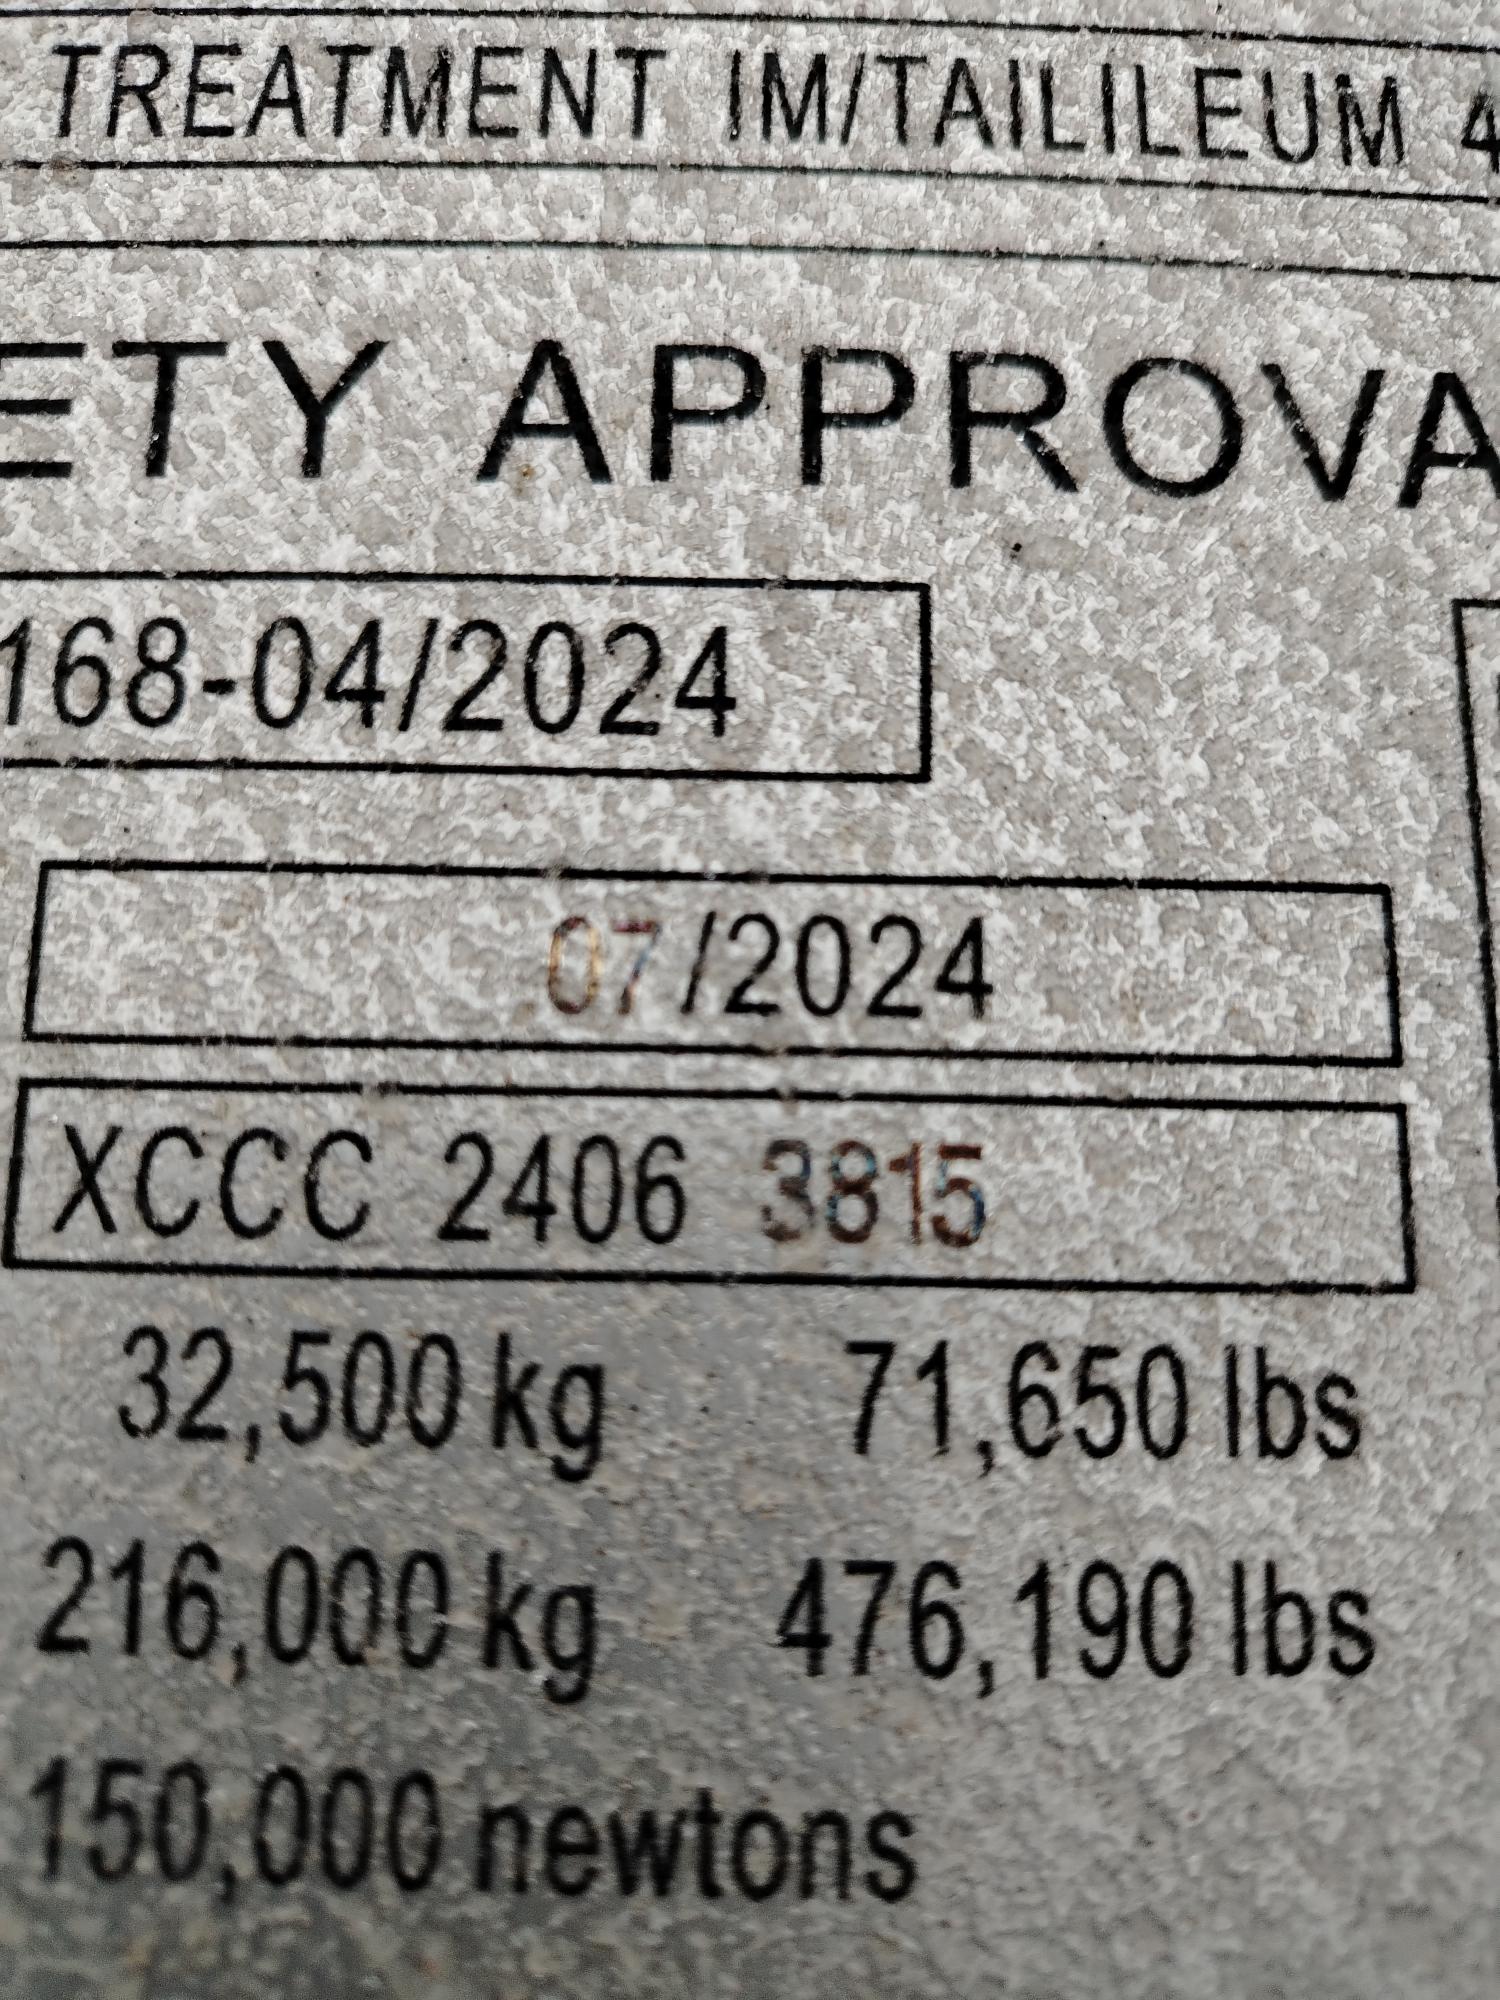 TREATMENT IM/TAILILEUM 4
ETY APPROVA
168-04/2024
07/2024
XCCC 2406 3815
32,500 kg 71,650 lbs
216,000 kg 476,190 lbs
150,000 newtons